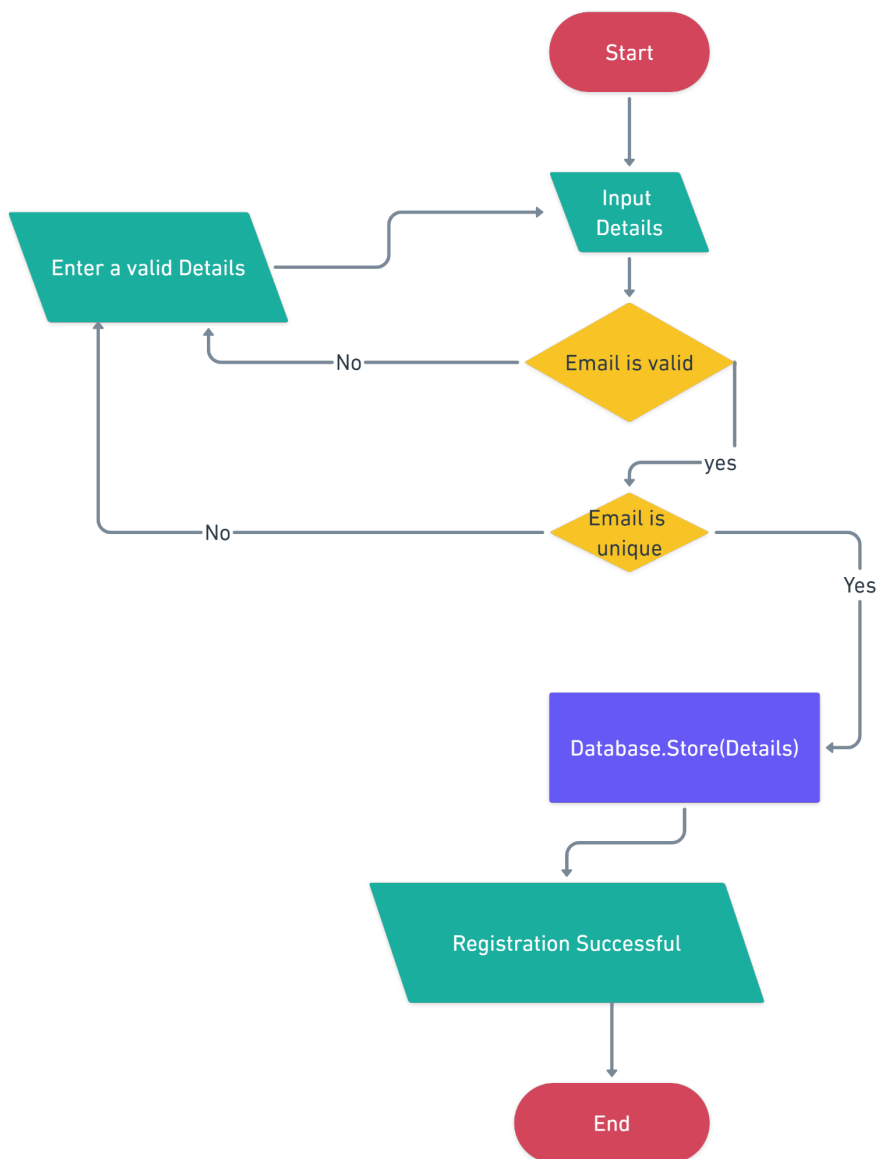 Start
Input
Details
Enter a valid Details
No
Email is valid
yes
Email is
unique
No
Yes
Database.Store(Details)
Registration Successful
End